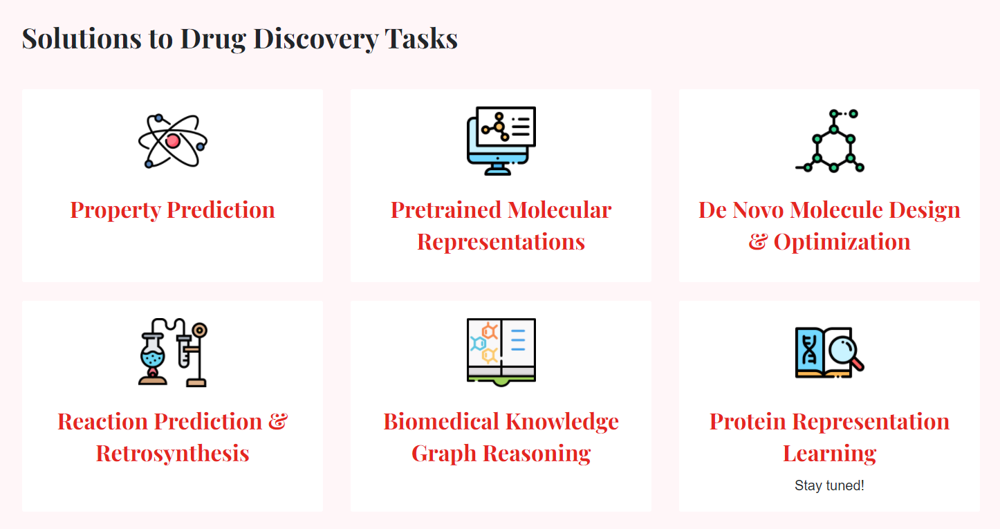 Solutions to Drug Discovery Tasks
Property Prediction
Pretrained Molecular
Representations
De Novo Molecule Design
& Optimization
Reaction Prediction &
Retrosynthesis
Biomedical Knowledge
Graph Reasoning
Protein Representation
Learning
Stay tuned!